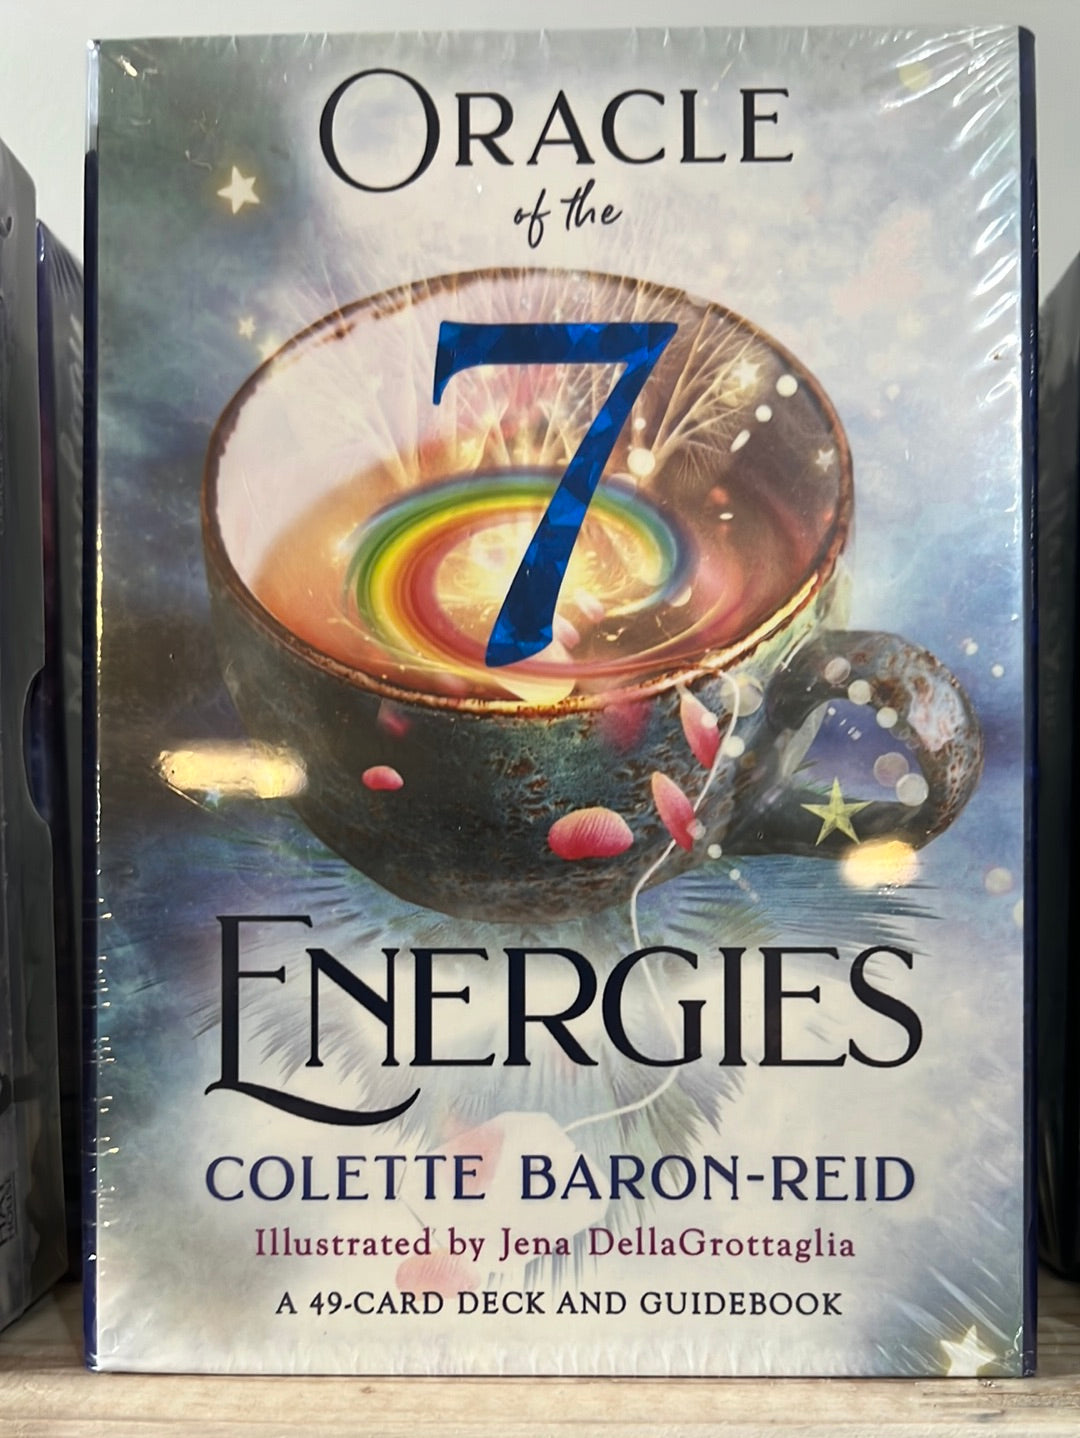 ORACLE
of the
7
ENERGIES
COLETTE BARON-REID
Illustrated by Jena DellaGrottaglia
A 49-CARD DECK AND GUIDEBOOK